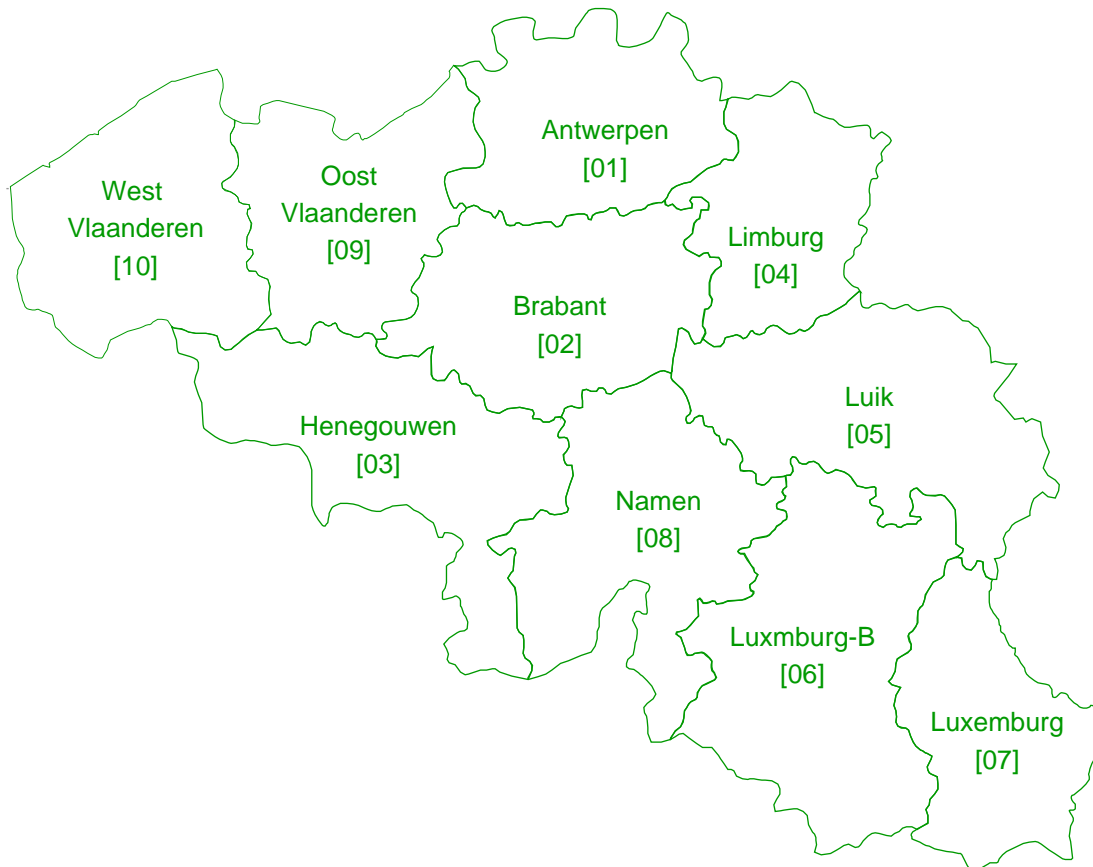 Antwerpen
[01]
Oost
Vlaanderen
[09]
West
Vlaanderen
[10]
Limburg
[04]
Brabant
[02]
Luik
[05]
Henegouwen
[03]
Namen
[08]
Luxmburg-B
[06]
Luxemburg
[07]